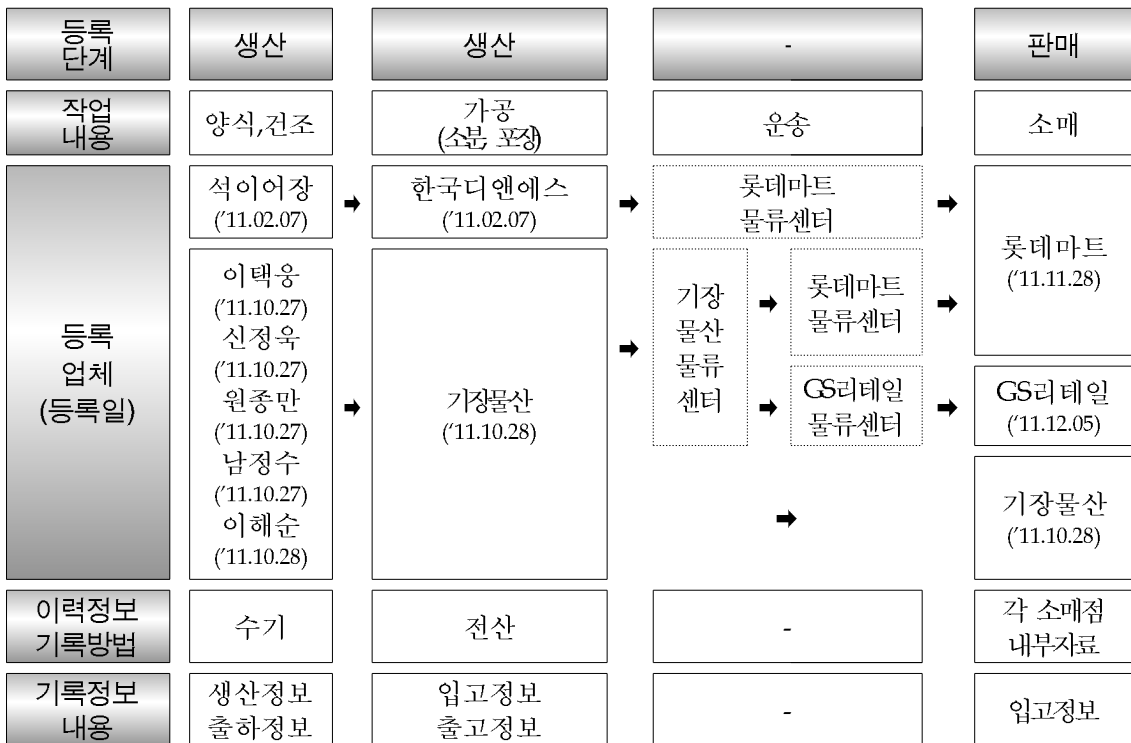 등록
단계
생산
생산
-
판매
작업
내용
양식,건조
가공
(소분, 포장)
운송
소매
등록
업체
(등록일)
석이어장
('11.02.07)
➡
한국디앤에스
('11.02.07)
➡
롯데마트
물류센터
➡
롯데마트
('11.11.28)
이택웅
('11.10.27)
신정욱
('11.10.27)
원종만
('11.10.27)
남정수
('11.10.27)
이해순
('11.10.28)
➡
기장물산
('11.10.28)
➡
기장
물산
물류
센터
➡
롯데마트
물류센터
➡
➡
GS리테일
물류센터
➡
GS리테일
('11.12.05)
➡
기장물산
('11.10.28)
이력정보
기록방법
수기
전산
-
각 소매점
내부자료
기록정보
내용
생산정보
출하정보
입고정보
출고정보
-
입고정보